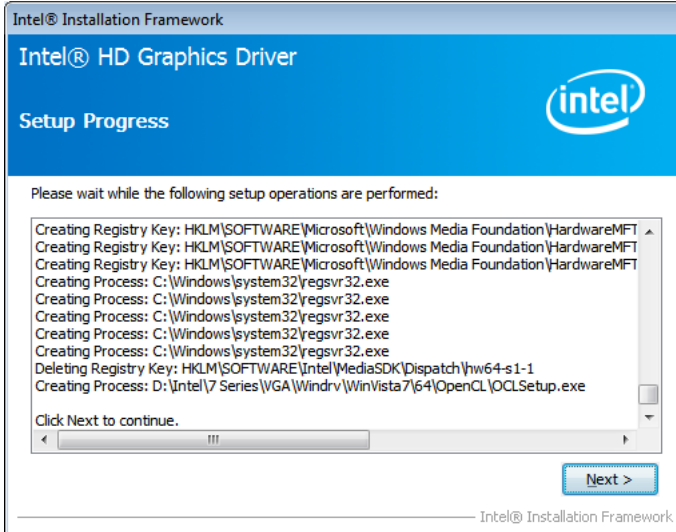 Intel® Installation Framework
Intel® HD Graphics Driver
intel
Setup Progress
Please wait while the following setup operations are performed:
Creating Registry Key: HKLM\SOFTWARE\Microsoft\Windows Media Foundation\HardwareMFT
Creating Registry Key: HKLM\SOFTWARE\Microsoft\Windows Media Foundation\HardwareMFT
Creating Registry Key: HKLM\SOFTWARE\Microsoft\Windows Media Foundation\HardwareMFT
Creating Process: C:\Windows\system32\regsvr32.exe
Creating Process: C:\Windows\system32\regsvr32.exe
Creating Process: C:\Windows\system32\regsvr32.exe
Creating Process: C:\Windows\system32\regsvr32.exe
Creating Process: C:\Windows\system32\regsvr32.exe
Deleting Registry Key: HKLM\SOFTWARE\Intel\MediaSDK\Dispatch\hw64-s1-1
Creating Process: D:\Intel\7 Series\VGA\Windrv\WinVista7\64\OpenCL\OCLSetup.exe
Click Next to continue.
Next >
Intel® Installation Framework